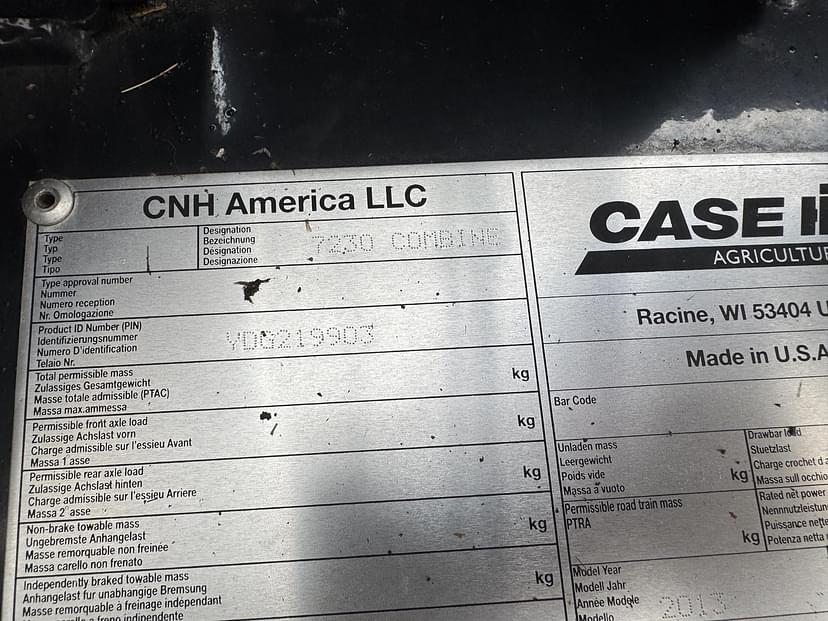 CNH America LLC
Type
Typ
Type
Tipo
Designation
Bezeichnung
Désignation
Designazione
7230 COMBINE
Type approval number
Nummer
Numero reception
Nr. Omologazione
Product ID Number (PIN)
Identifizierungsnummer
Numero D'identification
Telaio Nr.
YDG219903
Total permissible mass
Zulassiges Gesamtgewicht
Masse totale admissible (PTAC)
Massa max.ammessa
kg
Permissible front axle load
Zulassige Achslast vorn
Charge admissible sur l'essieu Avant
Massa 1 asse
kg
Permissible rear axle load
Zulassige Achslast hinten
Charge admissible sur l'essieu Arriere
Massa 2 asse
kg
Non-brake towable mass
Ungebremste Anhangelast
Masse remorquable non freinée
Massa carello non frenato
kg
Independently braked towable mass
Anhangelast fur unabhangige Bremsung
Masse remorquable à freinage indépendant
kg
CASE
AGRICULTUR
Racine, WI 53404 U
Made in U.S.A
Bar Code
Unladen mass
Leergewicht
Poids vide
Massa a vuoto
kg
Drawbar load
Stuetzlast
Charge crochet d a
Massa sull occhio
Permissible road train mass
PTRA
kg
Rated net power
Nennnutzleistun
Puissance nette
Potenza netta
Model Year
Modell Jahr
Année Modèle
Modello
2013